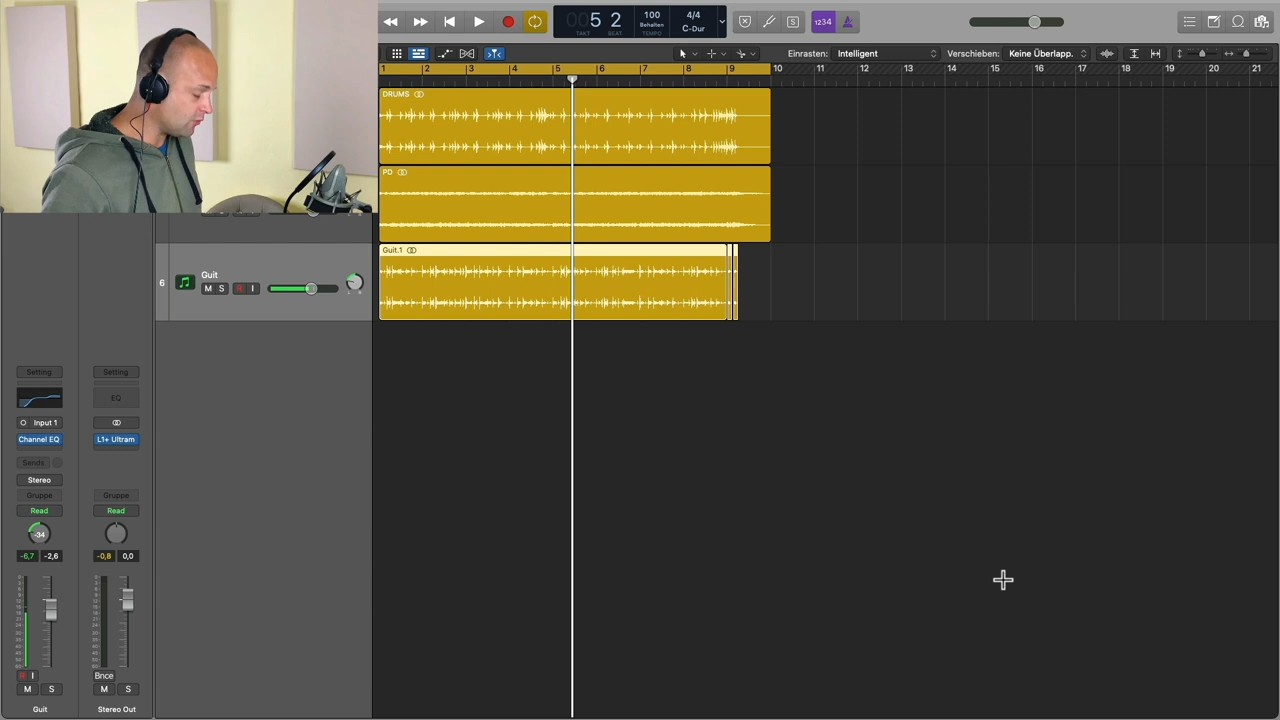 005 2
TAKT BEAT
100
Behalten
TEMPO
4/4
C-Dur
S
1234
Einrasten: Intelligent
Verschieben: Keine Überlapp.
1 2 3 4 5 6 7 8 9 10 11 12 13 14 15 16 17 18 19 20 21
DRUMS
PD
Guit.1
6
Guit
M S R I
Setting Setting
EQ
Input 1
Channel EQ L1+ Ultram
Sends
Stereo
Gruppe Gruppe
Read Read
-34
-6,7 -2,6 -0,8 0,0
R I Bnce
M S M S
Guit Stereo Out